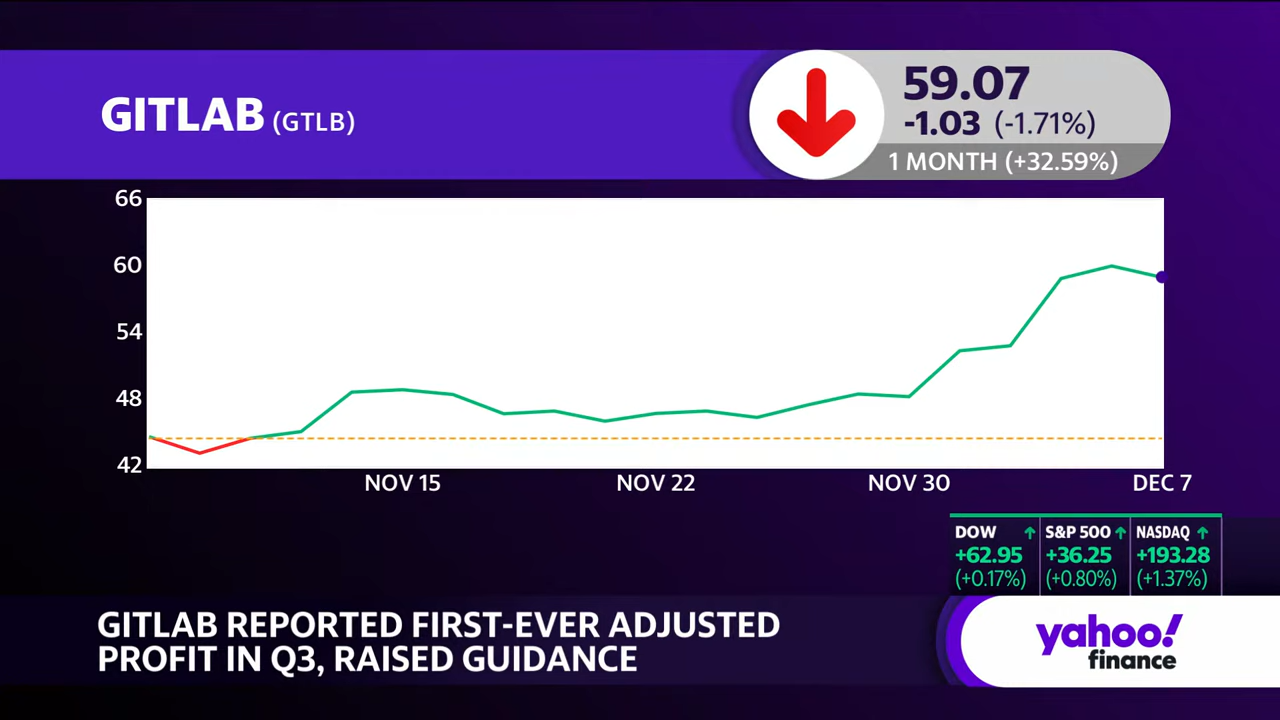 GITLAB (GTLB)
59.07
-1.03 (-1.71%)
1 MONTH (+32.59%)
66
60
54
48
42
NOV 15 NOV 22 NOV 30 DEC 7
DOW S&P 500 NASDAQ
+62.95 +36.25 +193.28
(+0.17%) (+0.80%) (+1.37%)
GITLAB REPORTED FIRST-EVER ADJUSTED
PROFIT IN Q3, RAISED GUIDANCE
yahoo!
finance